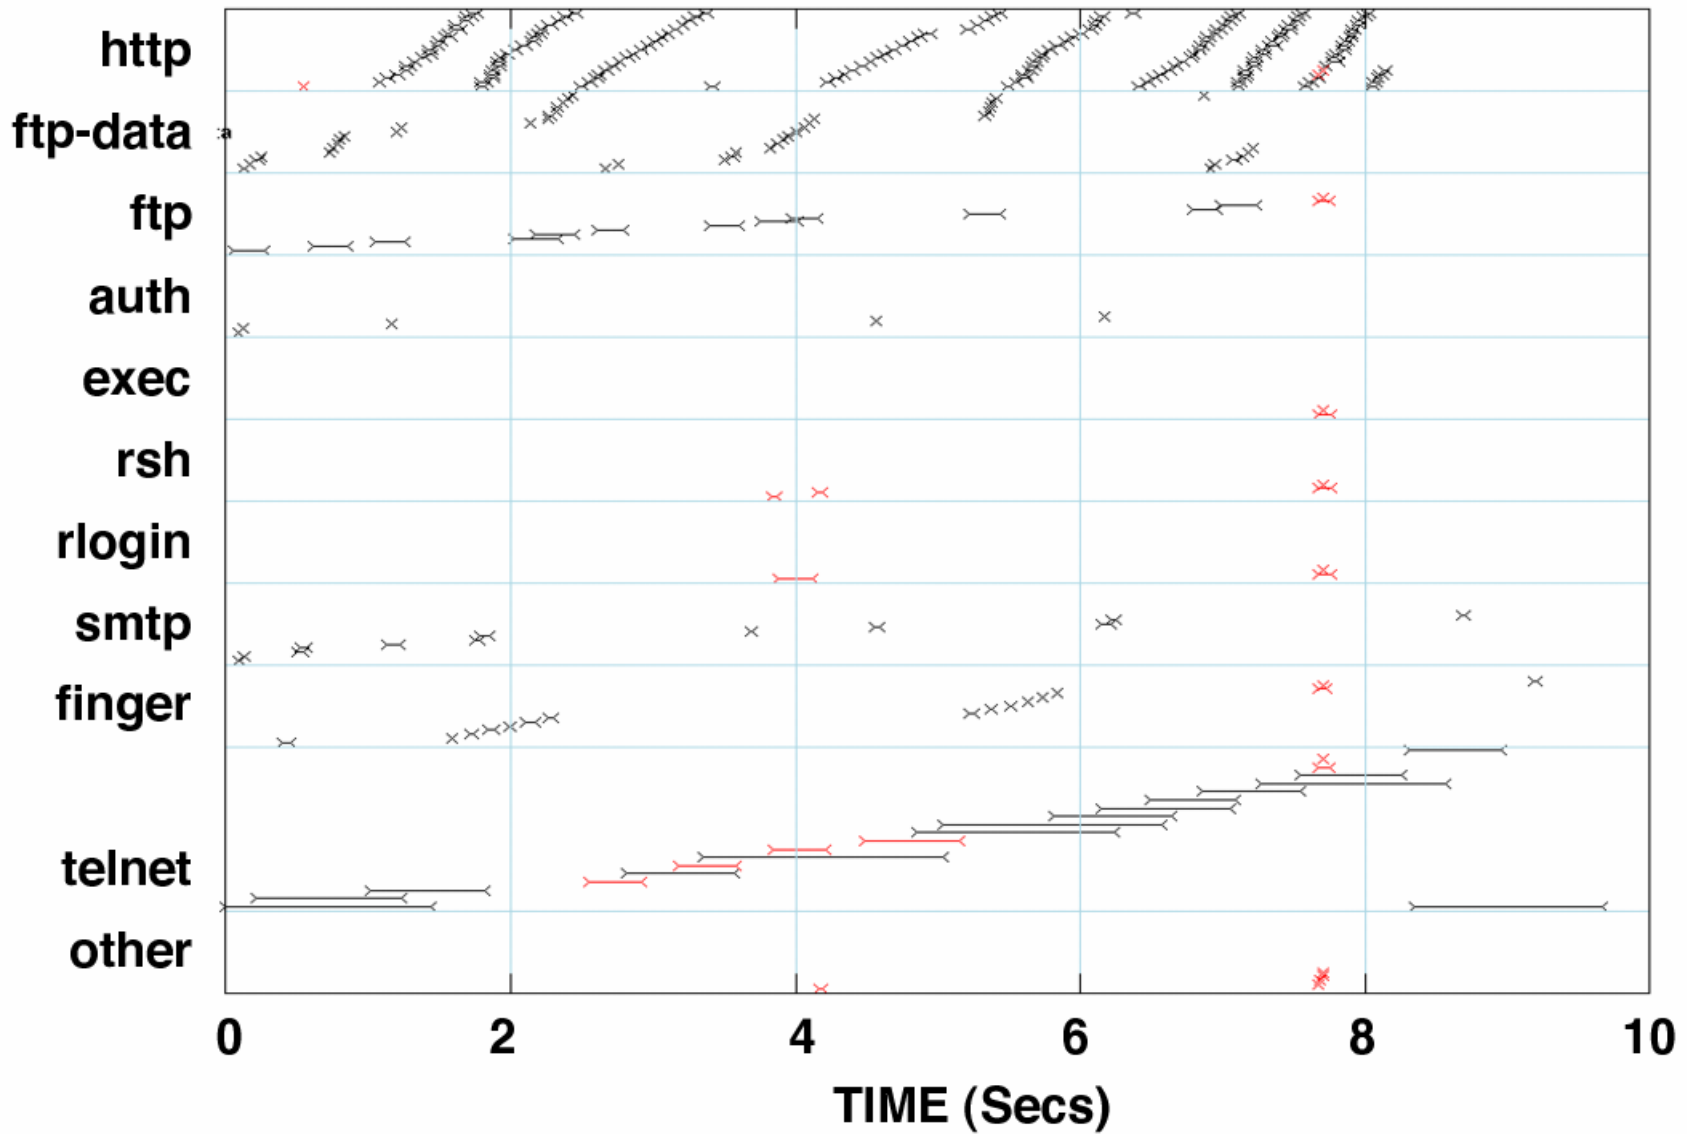 http
ftp-data
ftp
auth
exec
rsh
rlogin
smtp
finger
telnet
other
0 2 4 6 8 10
TIME (Secs)